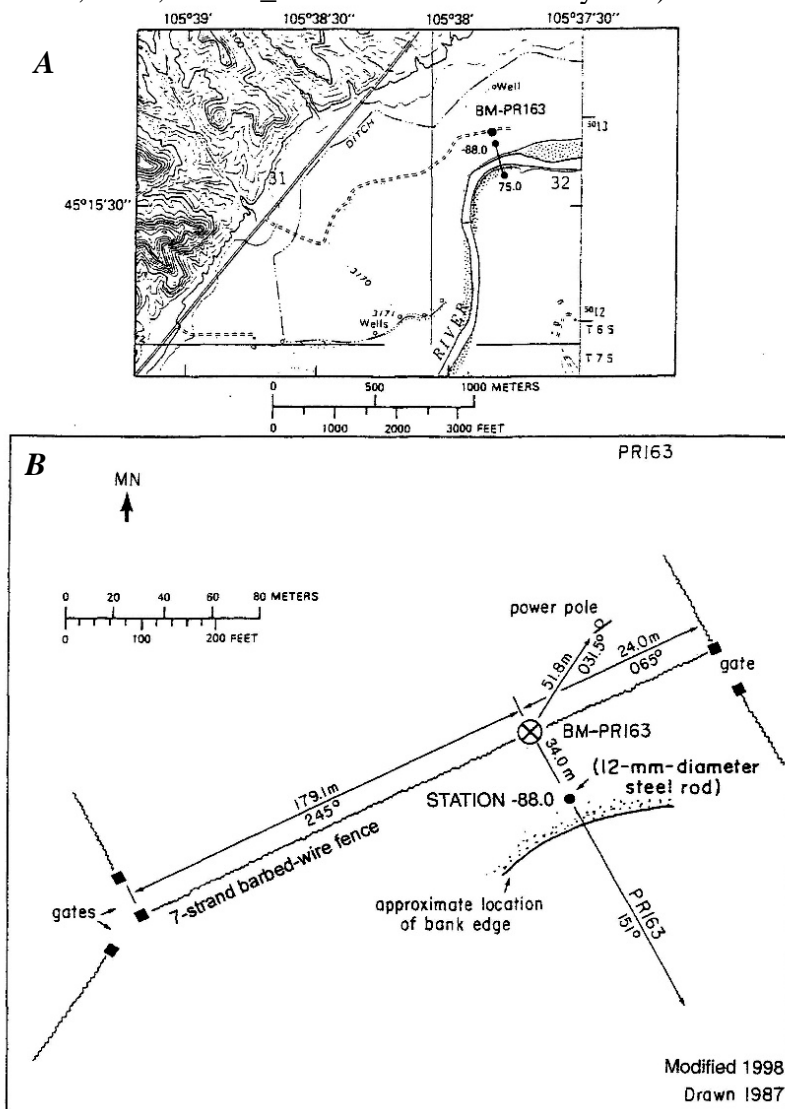 A
105°39' 105°38'30" 105°38' 105°37'30"
Well
BM-PR163
5013
-88.0
DITCH
31
75.0
32
45°15'30"
3170
3171
Wells
RIVER
5012
T 6 S
T 7 S
0 500 1000 METERS
0 1000 2000 3000 FEET
B
PR163
MN
0 20 40 60 80 METERS
0 100 200 FEET
power pole
51.8m
031.5°
24.0m
065°
gate
BM-PR163
34.0 m
(12-mm-diameter
steel rod)
STATION -88.0
179.1m
245°
7-strand barbed-wire fence
gates
approximate location
of bank edge
PR163
151°
Modified 1998
Drawn 1987